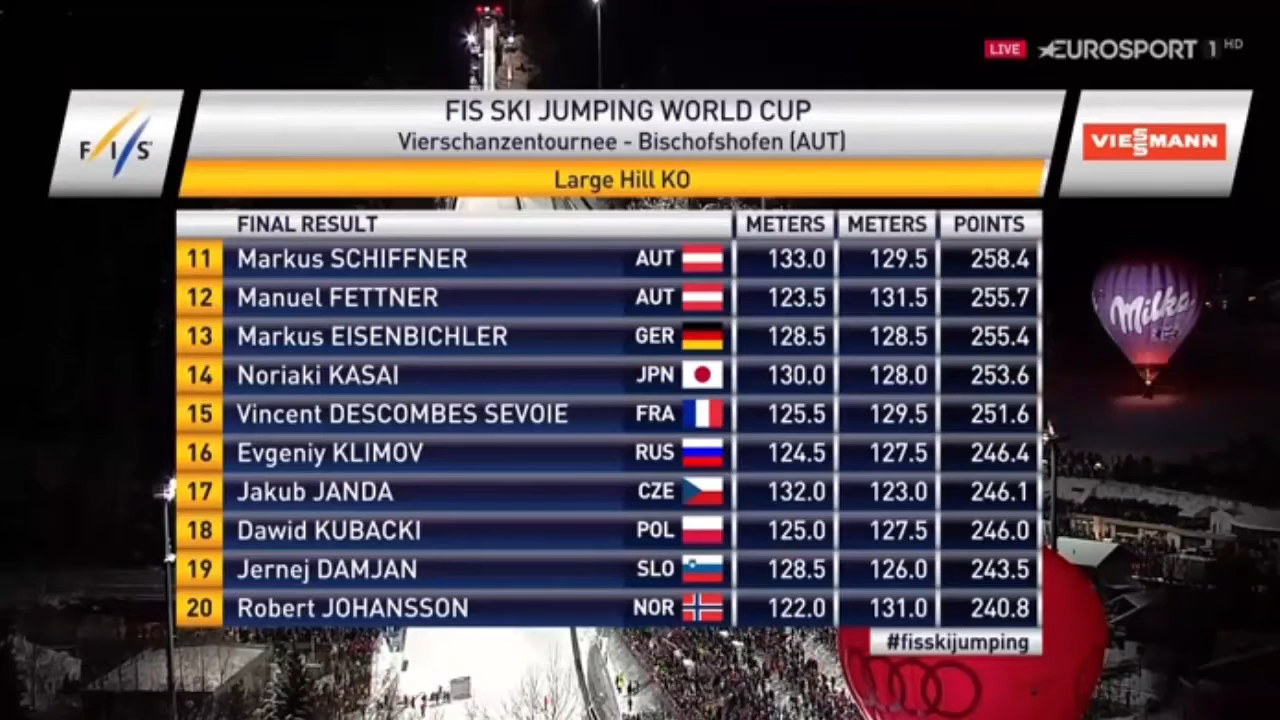 LIVE EUROSPORT 1 HD
FIS
FIS SKI JUMPING WORLD CUP
Vierschanzentournee - Bischofshofen (AUT)
VIESSMANN
Large Hill KO
FINAL RESULT METERS METERS POINTS
11 Markus SCHIFFNER AUT 133.0 129.5 258.4
12 Manuel FETTNER AUT 123.5 131.5 255.7
13 Markus EISENBICHLER GER 128.5 128.5 255.4
14 Noriaki KASAI JPN 130.0 128.0 253.6
15 Vincent DESCOMBES SEVOIE FRA 125.5 129.5 251.6
16 Evgeniy KLIMOV RUS 124.5 127.5 246.4
17 Jakub JANDA CZE 132.0 123.0 246.1
18 Dawid KUBACKI POL 125.0 127.5 246.0
19 Jernej DAMJAN SLO 128.5 126.0 243.5
20 Robert JOHANSSON NOR 122.0 131.0 240.8
Milka
#fisskijumping